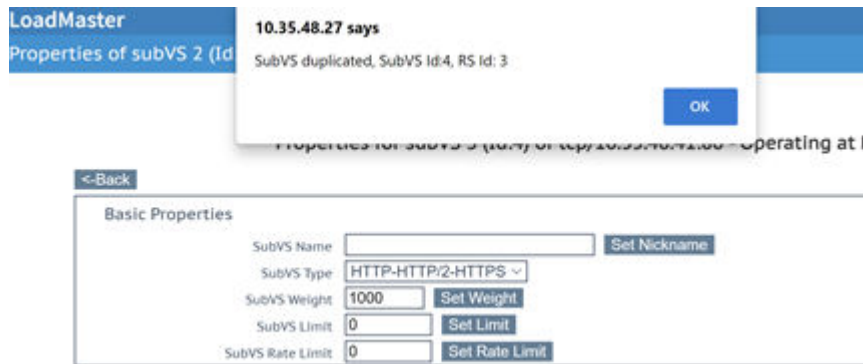 LoadMaster
Properties of subVS 2 (Id
10.35.48.27 says
SubVS duplicated, SubVS Id:4, RS Id: 3
OK
Operating at
<-Back
Basic Properties
SubVS Name
Set Nickname
SubVS Type HTTP-HTTP/2-HTTPS
SubVS Weight 1000 Set Weight
SubVS Limit 0 Set Limit
SubVS Rate Limit 0 Set Rate Limit